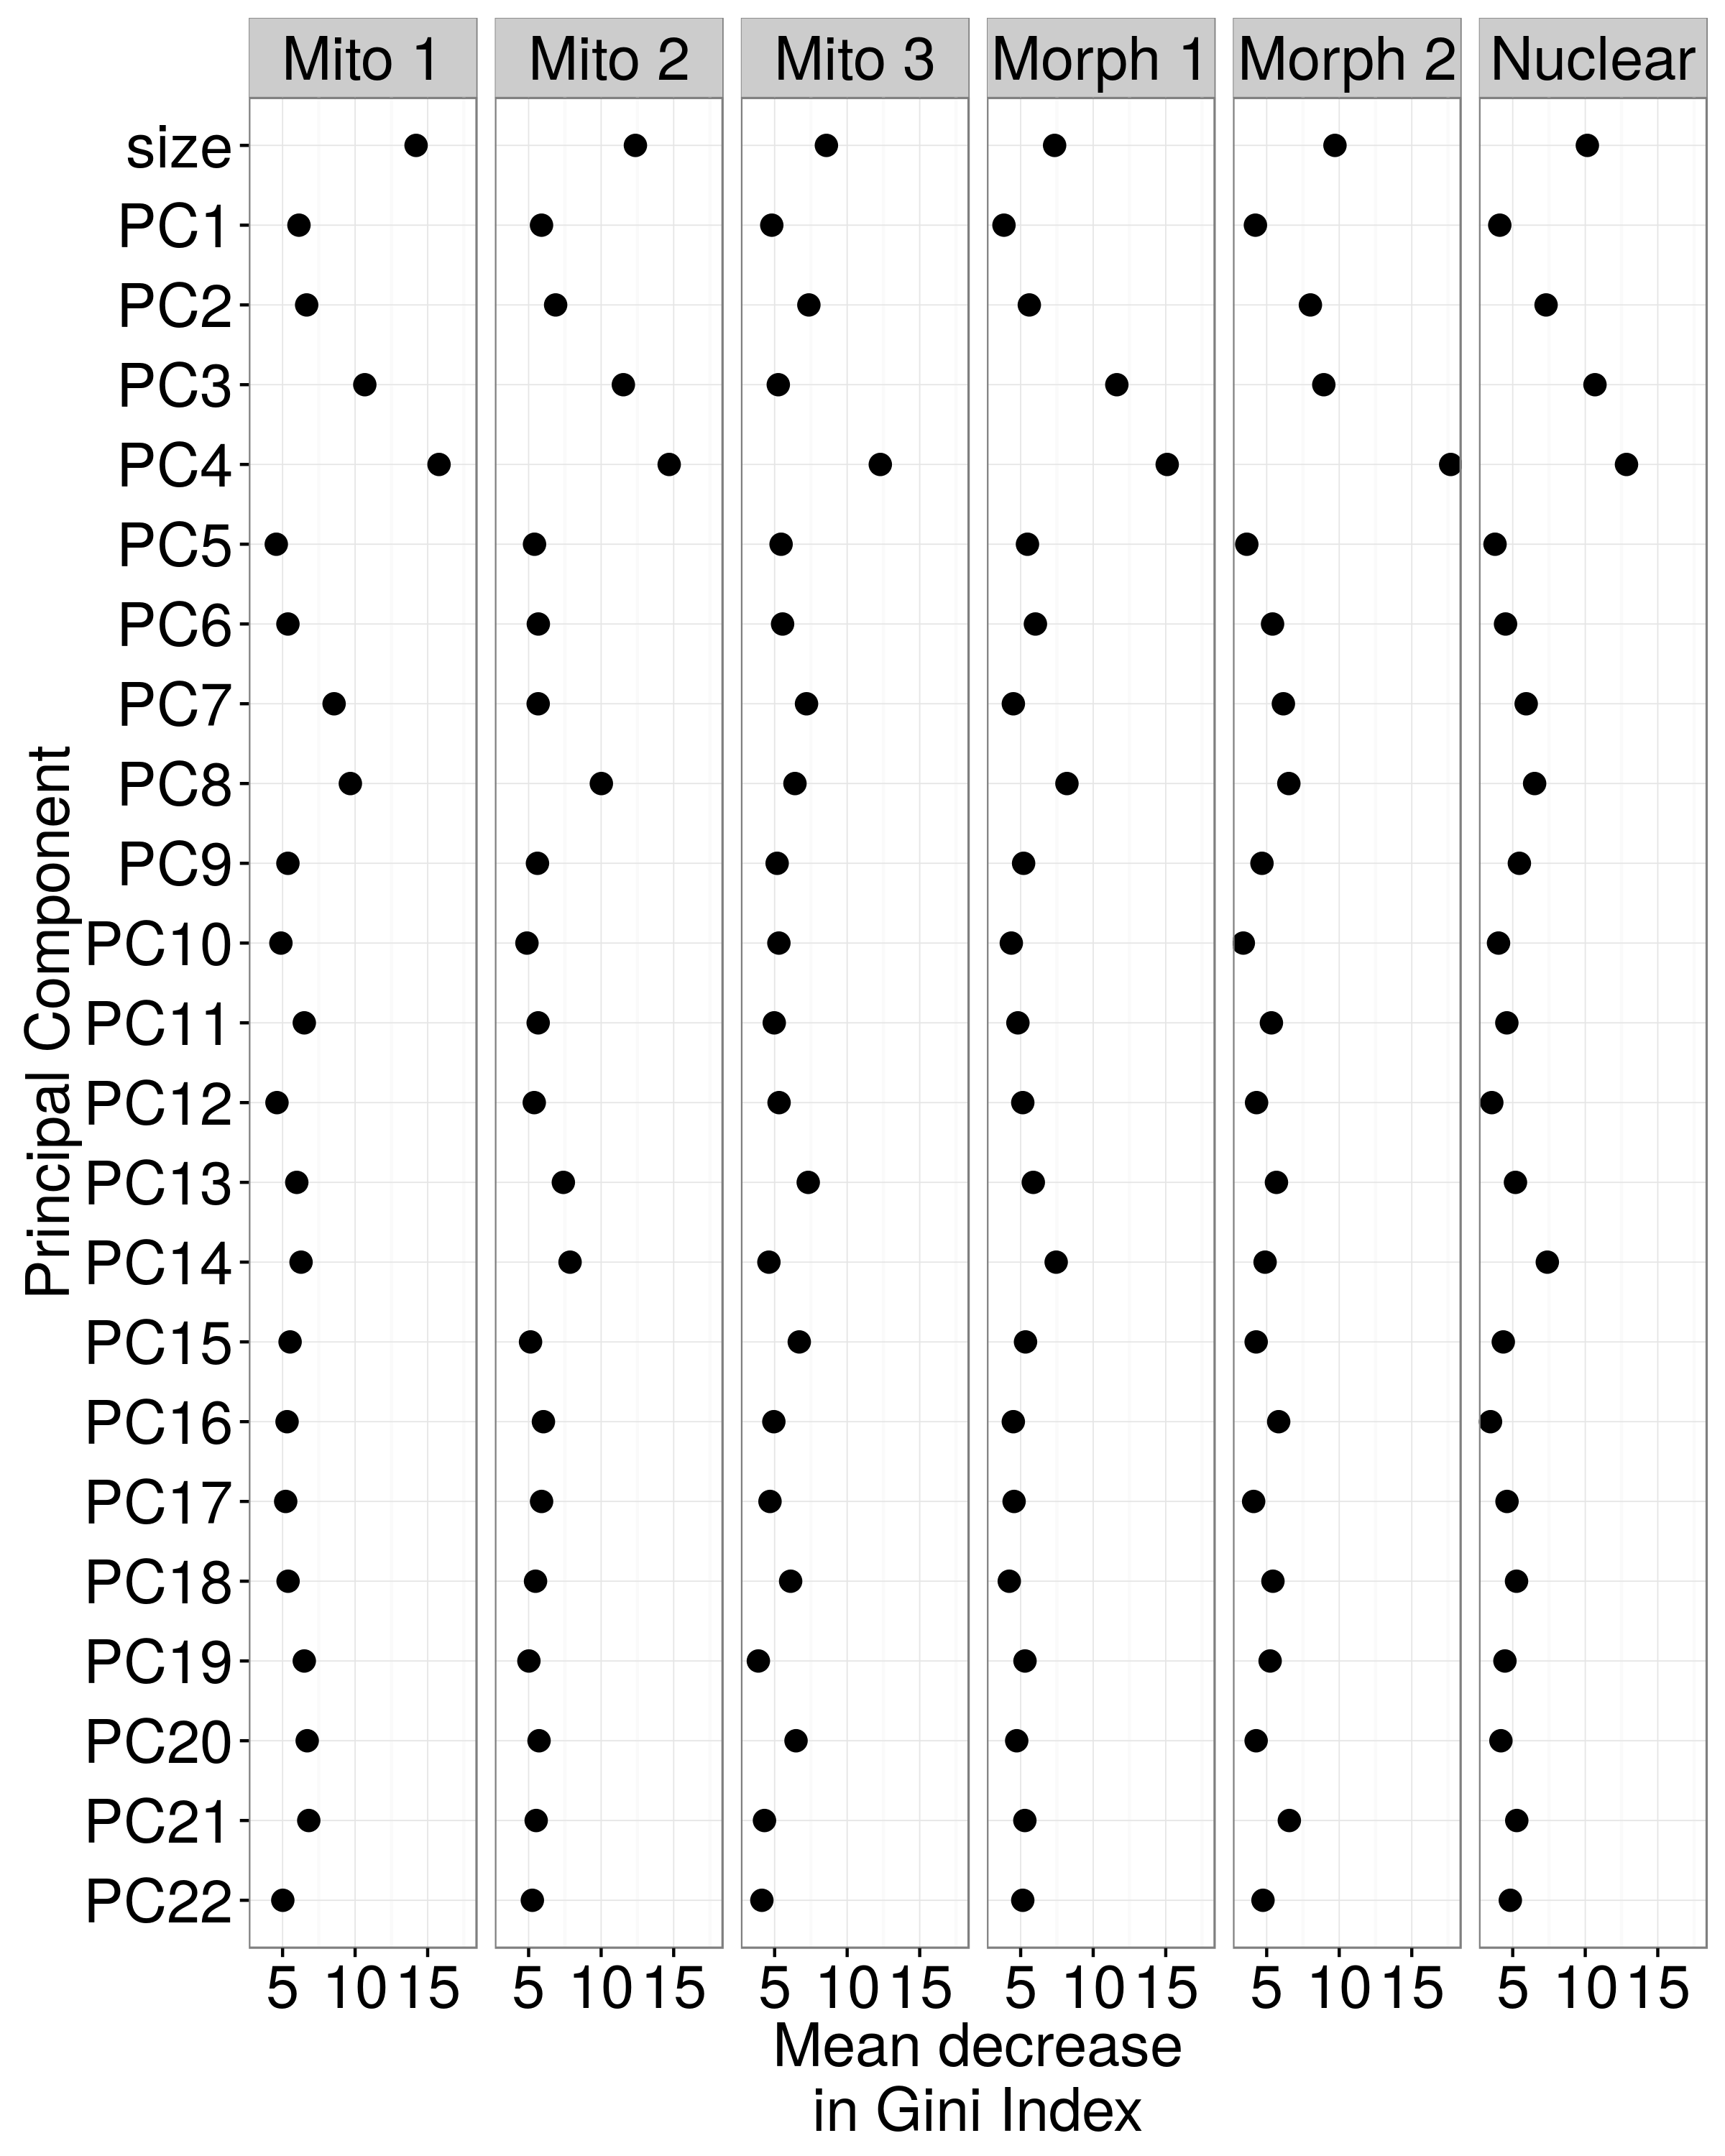 Mito 1 Mito 2 Mito 3 Morph 1 Morph 2 Nuclear
size
PC1
PC2
PC3
PC4
PC5
PC6
PC7
PC8
PC9
PC10
PC11
PC12
PC13
PC14
PC15
PC16
PC17
PC18
PC19
PC20
PC21
PC22
Principal Component
5 10 15 5 10 15 5 10 15 5 10 15 5 10 15 5 10 15
Mean decrease
in Gini Index